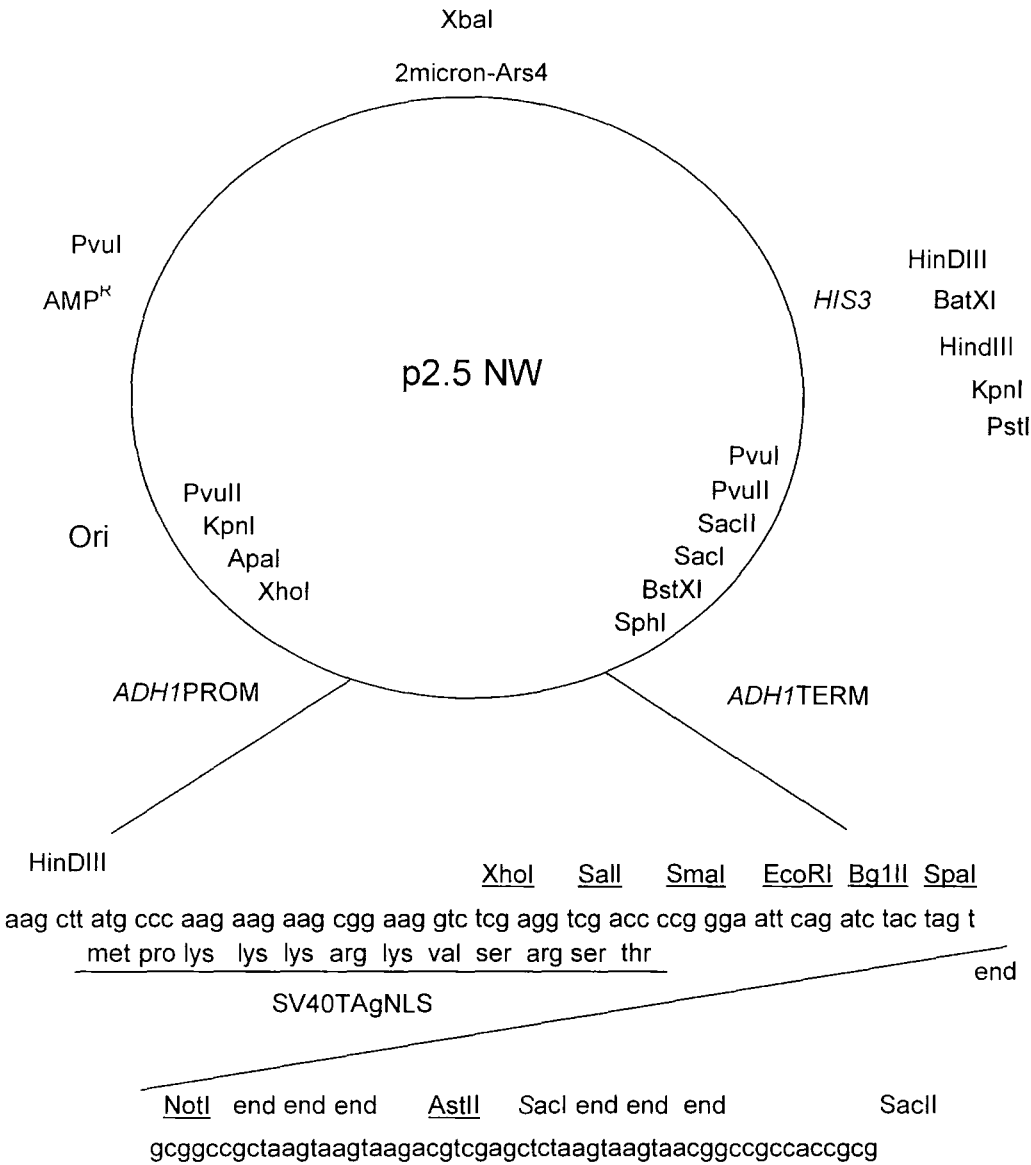 XbaI
2micron-Ars4
PvuI
AMP^R
HIS3
HinDIII
BatXI
HindIII
KpnI
PstI
p2.5 NW
PvuI
PvuII
SacII
SacI
BstXI
SphI
PvuII
KpnI
ApaI
XhoI
Ori
ADH1PROM
ADH1TERM
HinDIII
XhoI SalI SmaI EcoRI Bg1II SpaI
aag ctt atg ccc aag aag aag cgg aag gtc tcg agg tcg acc ccg gga att cag atc tac tag t
met pro lys lys lys arg lys val ser arg ser thr
end
SV40TAgNLS
NotI end end end AstII SacI end end end SacII
gcggccgctaagtaagtaagacgtcgagctctaagtaagtaacggccgccaccgcg